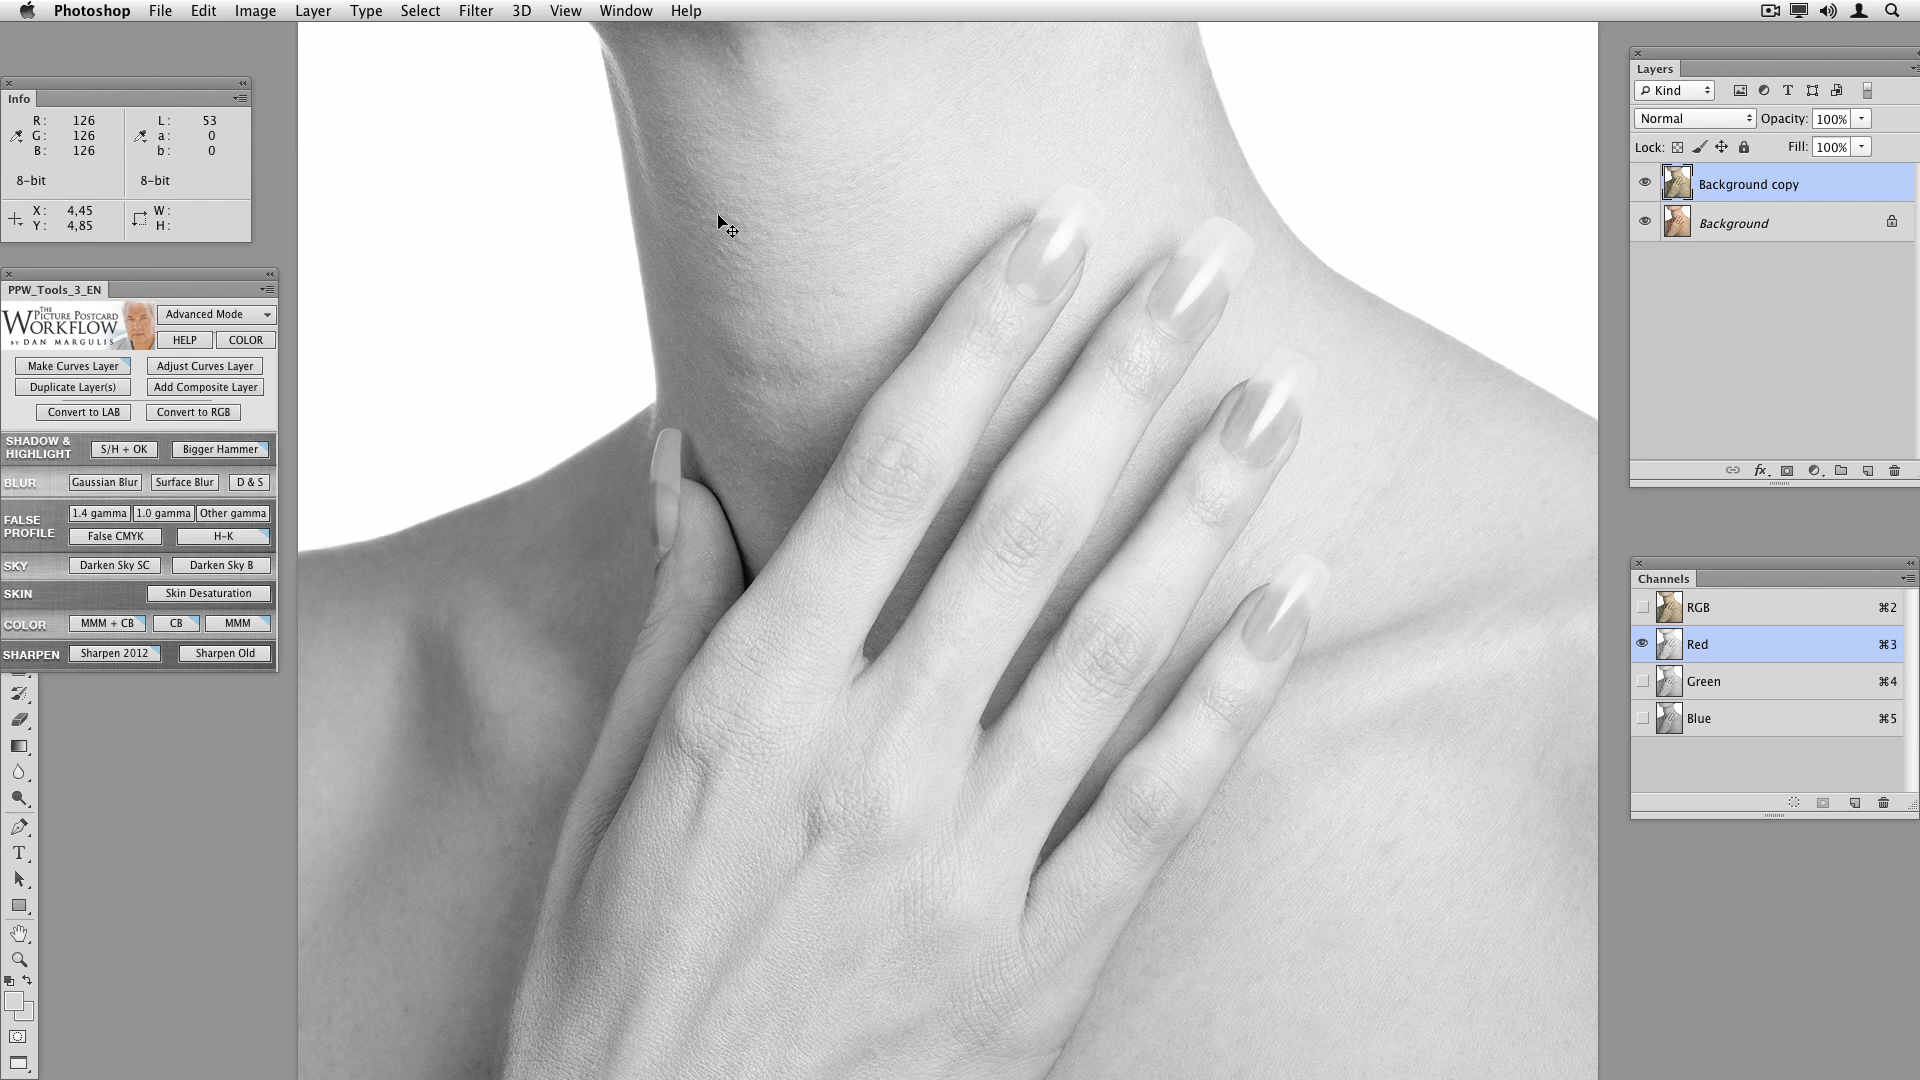 Photoshop File Edit Image Layer Type Select Filter 3D View Window Help
Info
R: 126 L: 53
G: 126 a: 0
B: 126 b: 0
8-bit 8-bit
X: 4,45 W:
Y: 4,85 H:
PPW_Tools_3_EN
THE PICTURE POSTCARD WORKFLOW BY DAN MARGULIS
Advanced Mode
HELP COLOR
Make Curves Layer Adjust Curves Layer
Duplicate Layer(s) Add Composite Layer
Convert to LAB Convert to RGB
SHADOW & HIGHLIGHT S/H + OK Bigger Hammer
BLUR Gaussian Blur Surface Blur D & S
FALSE PROFILE 1.4 gamma 1.0 gamma Other gamma
False CMYK H-K
SKY Darken Sky SC Darken Sky B
SKIN Skin Desaturation
COLOR MMM + CB CB MMM
SHARPEN Sharpen 2012 Sharpen Old
Layers
Kind
Normal Opacity: 100%
Lock: Fill: 100%
Background copy
Background
Channels
RGB ⌘2
Red ⌘3
Green ⌘4
Blue ⌘5